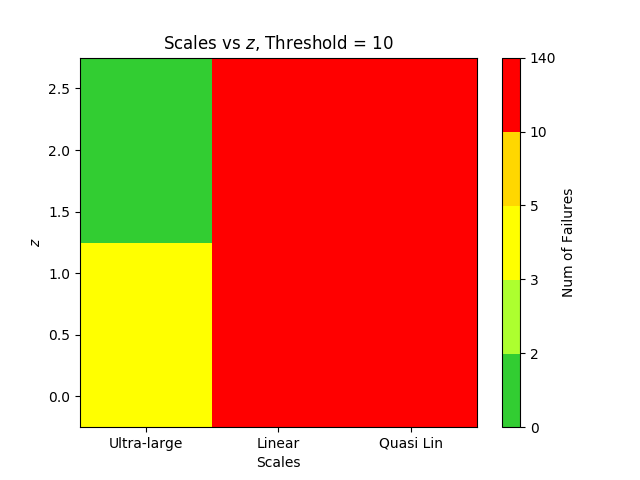 Scales vs z, Threshold = 10
2.5
2.0
1.5
1.0
0.5
0.0
z
Ultra-large
Linear
Quasi Lin
Scales
140
10
5
3
2
0
Num of Failures